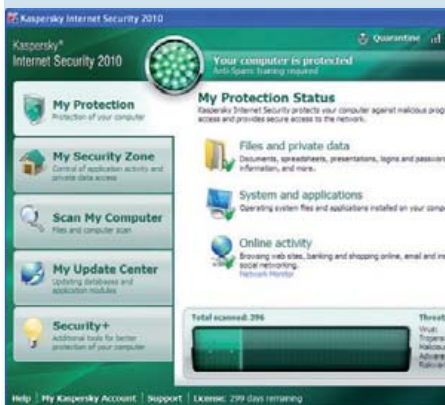 Kaspersky Internet Security 2010
Kaspersky®
Internet Security 2010
Quarantine
Your computer is protected
Anti-Spam: training required
My Protection
Protection of your computer
My Security Zone
Control of application activity and
private data access
Scan My Computer
Files and computer scan
My Update Center
Updating databases and
application modules
Security+
Additional tools for better
protection of your computer
My Protection Status
Kaspersky Internet Security protects your computer against malicious prog
access and provides secure access to the network.
Files and private data
Documents, spreadsheets, presentations, logins and password
information, and more.
System and applications
Operating system files and applications installed on your compu
Online activity
Browsing web sites, banking and shopping online, email and in
social networking.
Network Monitor
Total scanned: 296
Threat
Virus:
Trojans
Malicious
Adware
Riskwar
Help | My Kaspersky Account | Support | License: 299 days remaining